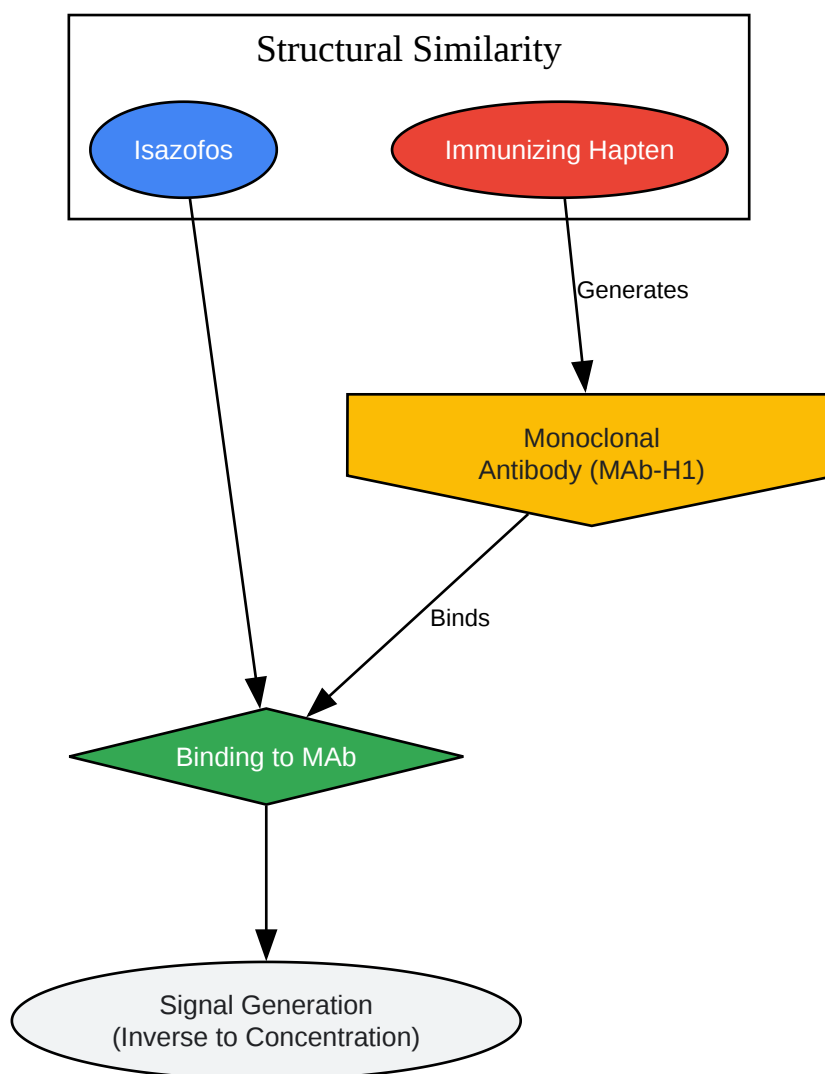 Structural Similarity
Isazofos
Immunizing Hapten
Generates
Monoclonal
Antibody (MAb-H1)
Binds
Binding to MAb
Signal Generation
(Inverse to Concentration)